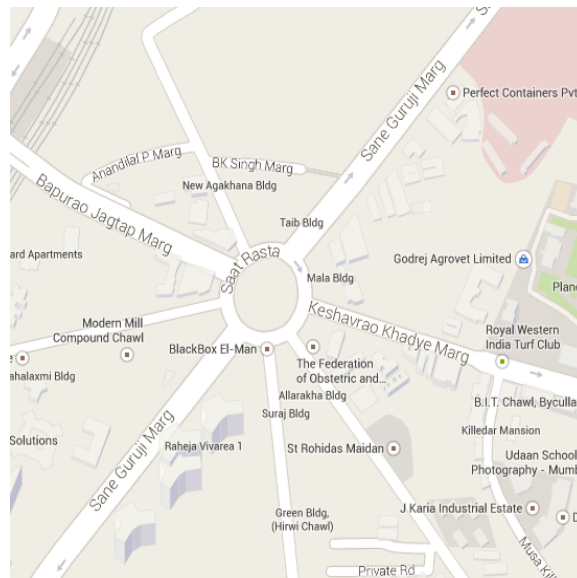 Perfect Containers Pvt
Sane Guruji Marg
Anandilal P Marg
BK Singh Marg
New Agakhana Bldg
Bapurao Jagtap Marg
Taib Bldg
Saat Rasta
ard Apartments
Godrej Agrovet Limited
Mala Bldg
Plane
Keshavrao Khadye Marg
Modern Mill
Compound Chawl
Royal Western
India Turf Club
BlackBox El-Man
The Federation
of Obstetric and...
ahalaxmi Bldg
Allarakha Bldg
B.I.T. Chawl, Byculla
Suraj Bldg
Sane Guruji Marg
Killedar Mansion
Solutions
Raheja Vivarea 1
St Rohidas Maidan
Udaan School
Photography - Mumb
Green Bldg,
(Hirwi Chawl)
J Karia Industrial Estate
Musa Kill
Private Rd